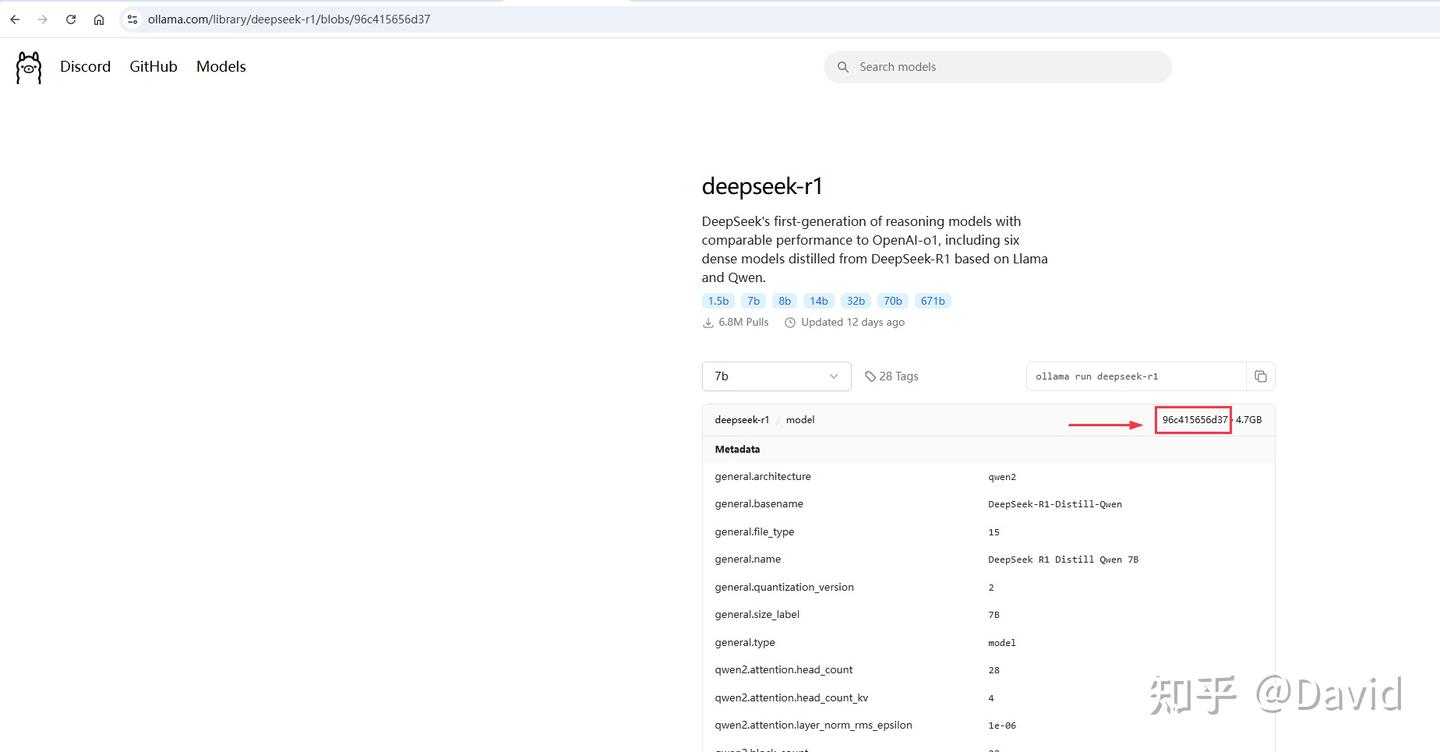 ollama.com/library/deepseek-r1/blobs/96c415656d37
Discord GitHub Models
Search models
deepseek-r1
DeepSeek's first-generation of reasoning models with
comparable performance to OpenAI-o1, including six
dense models distilled from DeepSeek-R1 based on Llama
and Qwen.
1.5b 7b 8b 14b 32b 70b 671b
6.8M Pulls Updated 12 days ago
7b 28 Tags ollama run deepseek-r1
deepseek-r1 / model 96c415656d37 · 4.7GB
Metadata
general.architecture qwen2
general.basename DeepSeek-R1-Distill-Qwen
general.file_type 15
general.name DeepSeek R1 Distill Qwen 7B
general.quantization_version 2
general.size_label 7B
general.type model
qwen2.attention.head_count 28
qwen2.attention.head_count_kv 4
qwen2.attention.layer_norm_rms_epsilon 1e-06
知乎 @David